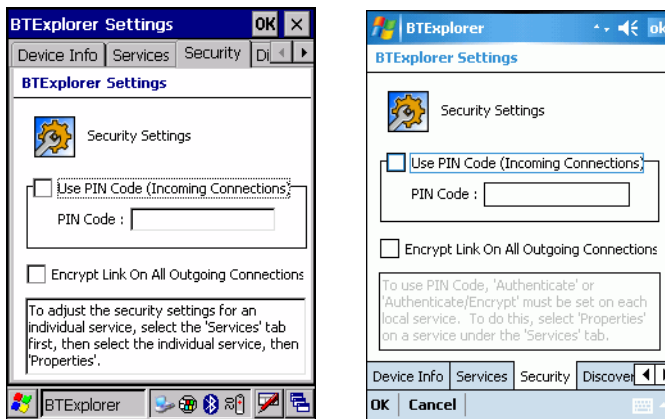 BTExplorer Settings OK
Device Info Services Security Di
BTExplorer Settings
Security Settings
Use PIN Code (Incoming Connections)
PIN Code :
Encrypt Link On All Outgoing Connections
To adjust the security settings for an
individual service, select the 'Services' tab
first, then select the individual service, then
'Properties'.
BTExplorer
BTExplorer ok
BTExplorer Settings
Security Settings
Use PIN Code (Incoming Connections)
PIN Code :
Encrypt Link On All Outgoing Connections
To use PIN Code, 'Authenticate' or
'Authenticate/Encrypt' must be set on each
local service. To do this, select 'Properties'
on a service under the 'Services' tab.
Device Info Services Security Discover
OK Cancel